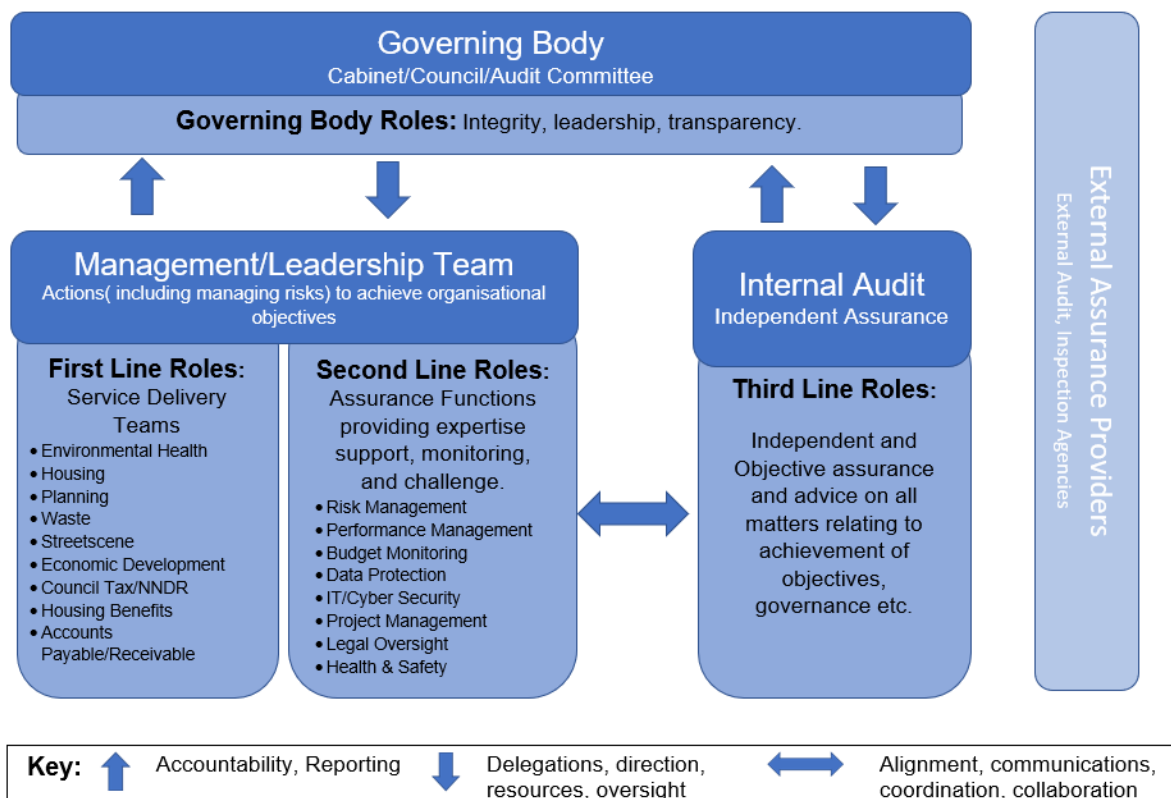 Governing Body
Cabinet/Council/Audit Committee
Governing Body Roles: Integrity, leadership, transparency.
Management/Leadership Team
Actions( including managing risks) to achieve organisational
objectives
First Line Roles:
Service Delivery
Teams
• Environmental Health
• Housing
• Planning
• Waste
• Streetscene
• Economic Development
• Council Tax/NNDR
• Housing Benefits
• Accounts
Payable/Receivable
Second Line Roles:
Assurance Functions
providing expertise
support, monitoring,
and challenge.
• Risk Management
• Performance Management
• Budget Monitoring
• Data Protection
• IT/Cyber Security
• Project Management
• Legal Oversight
• Health & Safety
Internal Audit
Independent Assurance
Third Line Roles:
Independent and
Objective assurance
and advice on all
matters relating to
achievement of
objectives,
governance etc.
External Assurance Providers
External Audit, Inspection Agencies
Key:
Accountability, Reporting
Delegations, direction,
resources, oversight
Alignment, communications,
coordination, collaboration